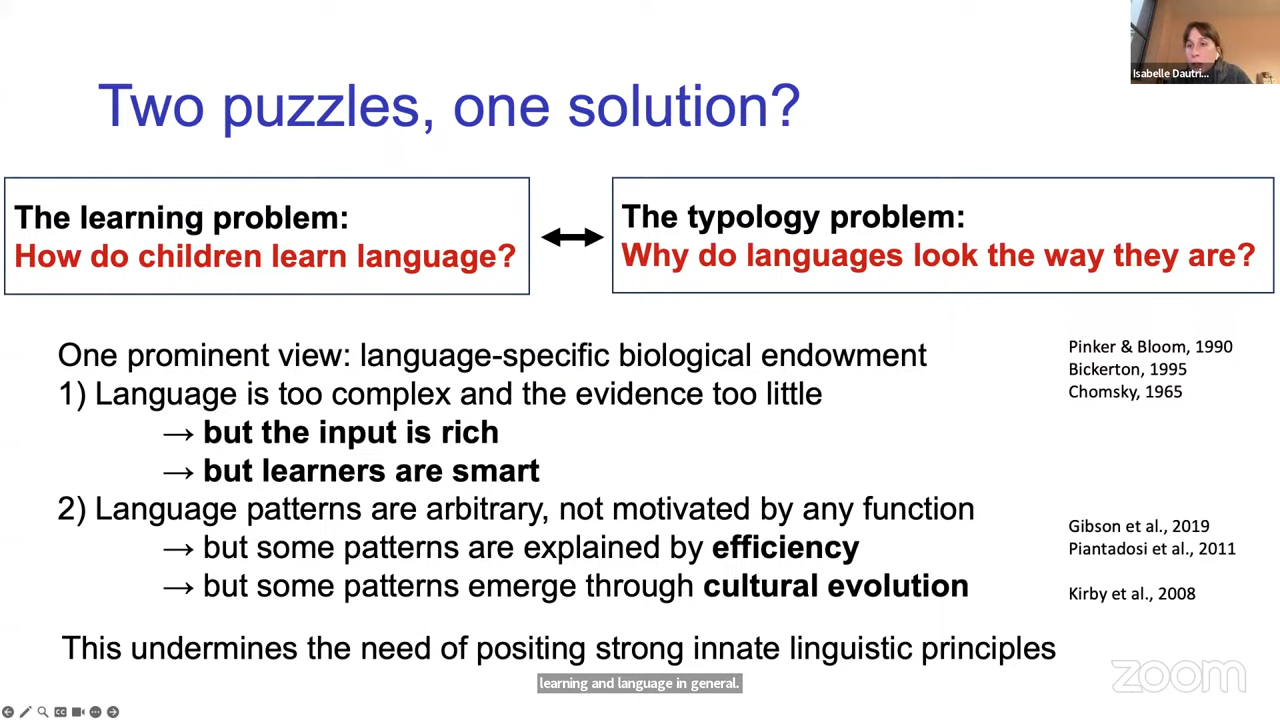 Isabelle Dautri...
Two puzzles, one solution?
The learning problem:
How do children learn language?
The typology problem:
Why do languages look the way they are?
One prominent view: language-specific biological endowment
Pinker & Bloom, 1990
Bickerton, 1995
Chomsky, 1965
1) Language is too complex and the evidence too little
→ but the input is rich
→ but learners are smart
2) Language patterns are arbitrary, not motivated by any function
Gibson et al., 2019
→ but some patterns are explained by efficiency
Piantadosi et al., 2011
→ but some patterns emerge through cultural evolution
Kirby et al., 2008
This undermines the need of positing strong innate linguistic principles
learning and language in general.
zoom